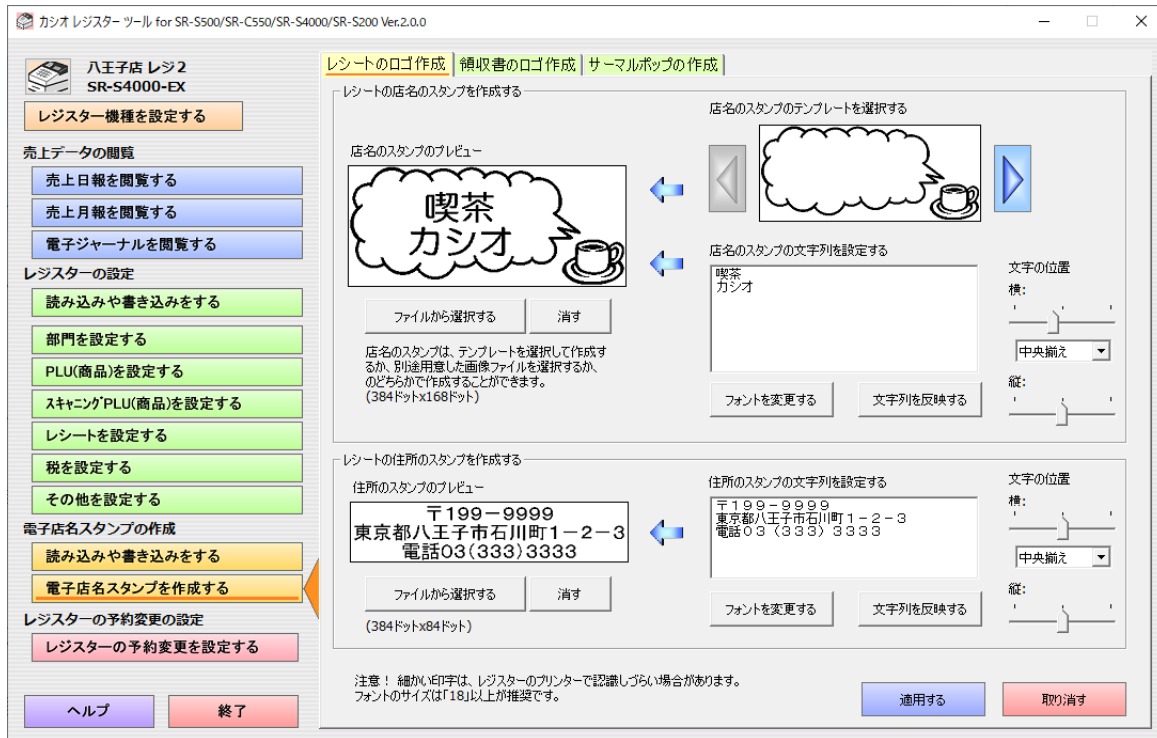 カシオ レジスター ツール for SR-S500/SR-C550/SR-S4000/SR-S200 Ver.2.0.0
八王子店 レジ2
SR-S4000-EX
レジスター機種を設定する
売上データの閲覧
売上日報を閲覧する
売上月報を閲覧する
電子ジャーナルを閲覧する
レジスターの設定
読み込みや書き込みをする
部門を設定する
PLU(商品)を設定する
ｽｷｬﾆﾝｸﾞPLU(商品)を設定する
レシートを設定する
税を設定する
その他を設定する
電子店名スタンプの作成
読み込みや書き込みをする
電子店名スタンプを作成する
レジスターの予約変更の設定
レジスターの予約変更を設定する
ヘルプ
終了
レシートのロゴ作成
領収書のロゴ作成
サーマルポップの作成
レシートの店名のスタンプを作成する
店名のスタンプのプレビュー
喫茶
カシオ
ファイルから選択する
消す
店名のスタンプは、テンプレートを選択して作成す
るか、別途用意した画像ファイルを選択するか、
のどちらかで作成することができます。
(384ドットx168ドット)
店名のスタンプのテンプレートを選択する
店名のスタンプの文字列を設定する
喫茶
カシオ
フォントを変更する
文字列を反映する
文字の位置
横:
中央揃え
縦:
レシートの住所のスタンプを作成する
住所のスタンプのプレビュー
〒199－9999
東京都八王子市石川町1－2－3
電話03(333)3333
ファイルから選択する
消す
(384ドットx84ドット)
住所のスタンプの文字列を設定する
〒１９９－９９９９
東京都八王子市石川町１－２－３
電話０３（３３３）３３３３
フォントを変更する
文字列を反映する
文字の位置
横:
中央揃え
縦:
注意！ 細かい印字は、レジスターのプリンターで認識しづらい場合があります。
フォントのサイズは「18」以上が推奨です。
適用する
取り消す